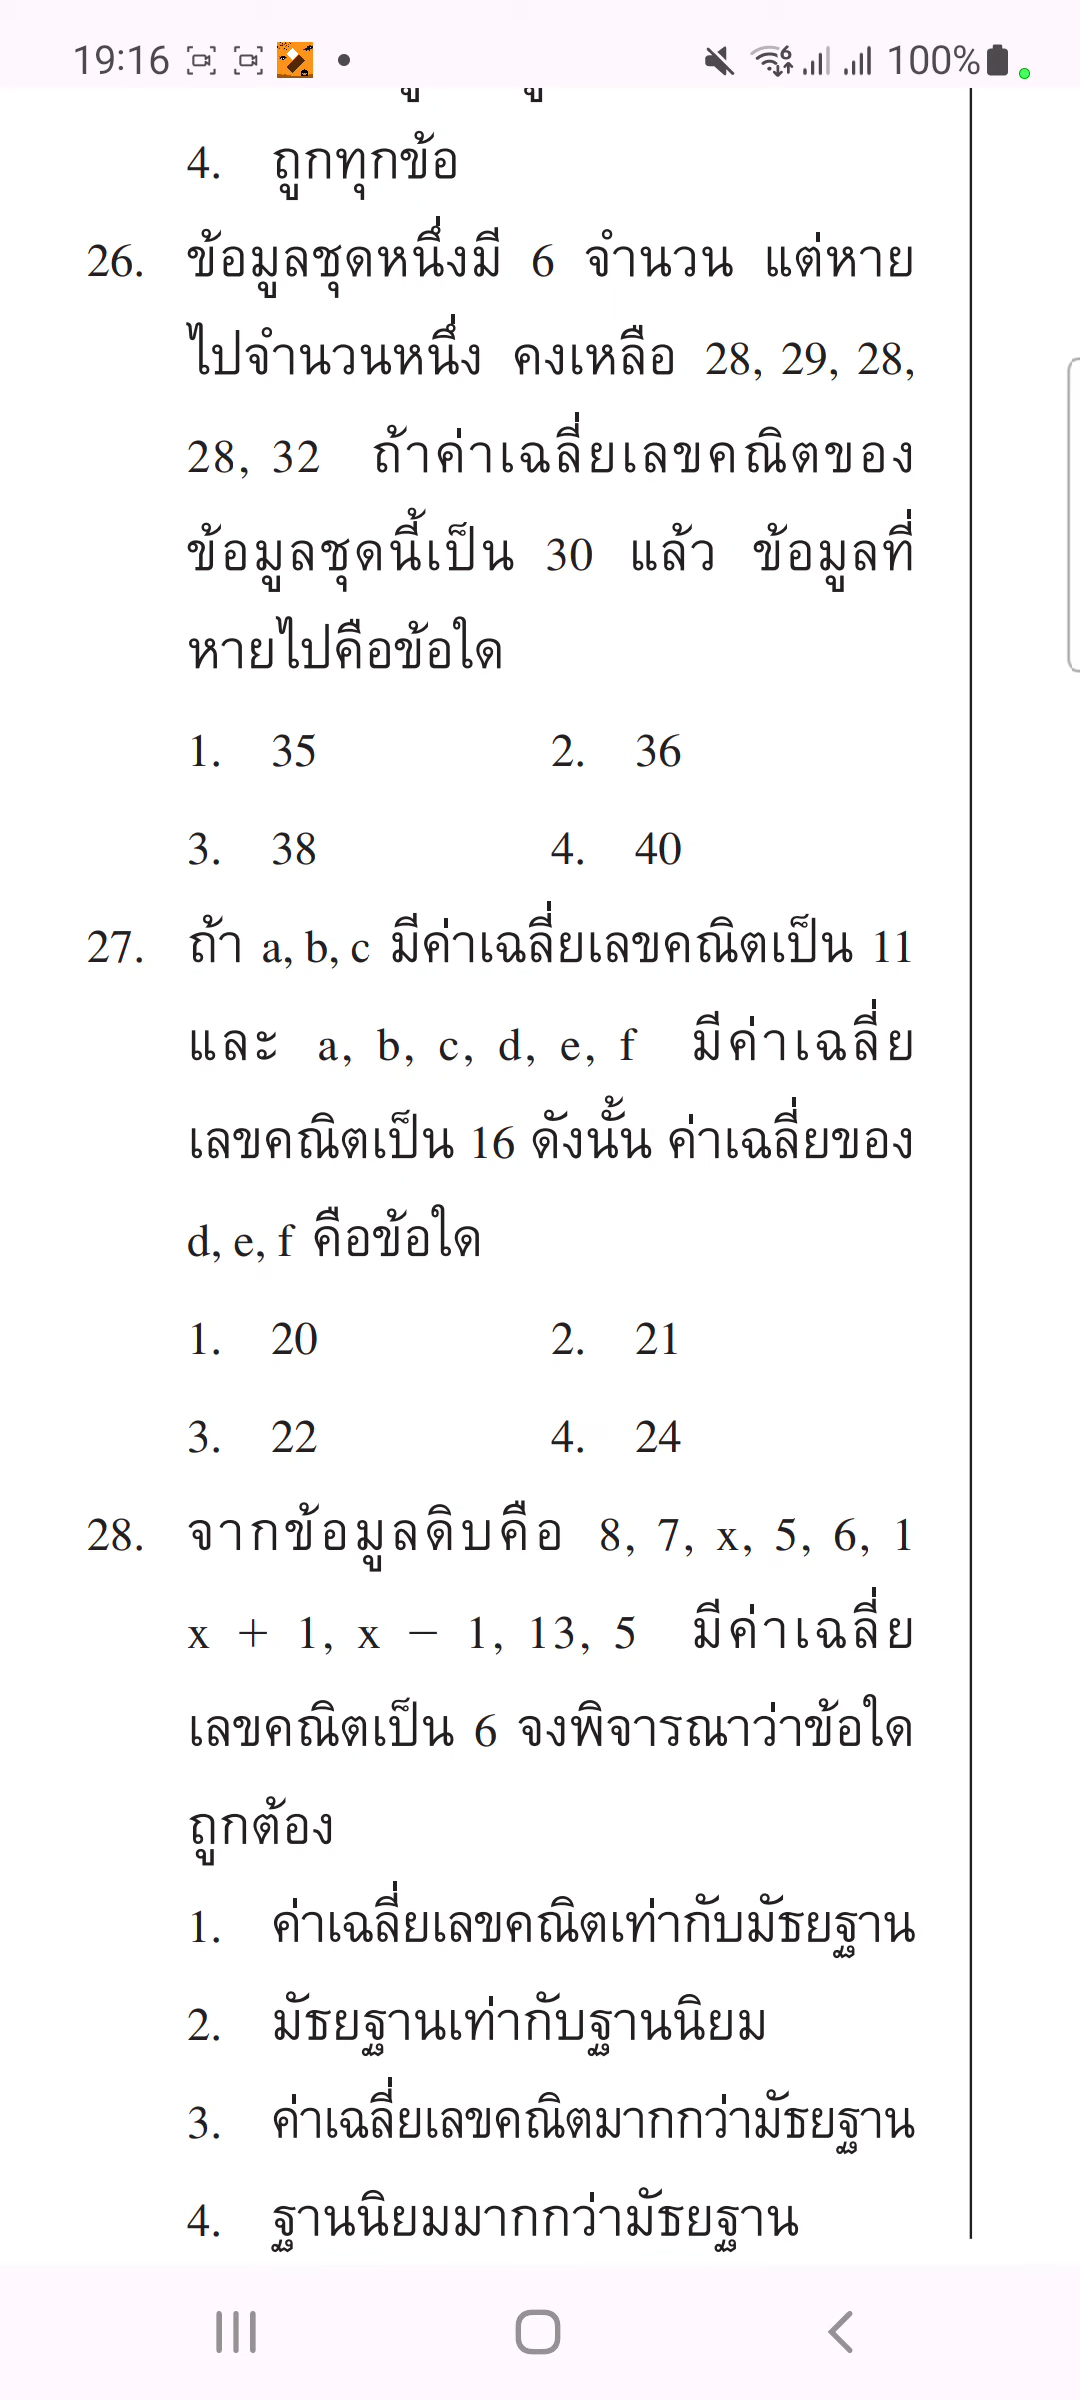 19:16
100%
4. ถูกทุกข้อ
26. ข้อมูลชุดหนึ่งมี 6 จำนวน แต่หาย
ไปจำนวนหนึ่ง คงเหลือ 28, 29, 28,
28, 32 ถ้าค่าเฉลี่ยเลขคณิตของ
ข้อมูลชุดนี้เป็น 30 แล้ว ข้อมูลที่
หายไปคือข้อใด
1. 35 2. 36
3. 38 4. 40
27. ถ้า a, b, c มีค่าเฉลี่ยเลขคณิตเป็น 11
และ a, b, c, d, e, f มีค่าเฉลี่ย
เลขคณิตเป็น 16 ดังนั้น ค่าเฉลี่ยของ
d, e, f คือข้อใด
1. 20 2. 21
3. 22 4. 24
28. จากข้อมูลดิบคือ 8, 7, x, 5, 6, 1
x + 1, x − 1, 13, 5 มีค่าเฉลี่ย
เลขคณิตเป็น 6 จงพิจารณาว่าข้อใด
ถูกต้อง
1. ค่าเฉลี่ยเลขคณิตเท่ากับมัธยฐาน
2. มัธยฐานเท่ากับฐานนิยม
3. ค่าเฉลี่ยเลขคณิตมากกว่ามัธยฐาน
4. ฐานนิยมมากกว่ามัธยฐาน